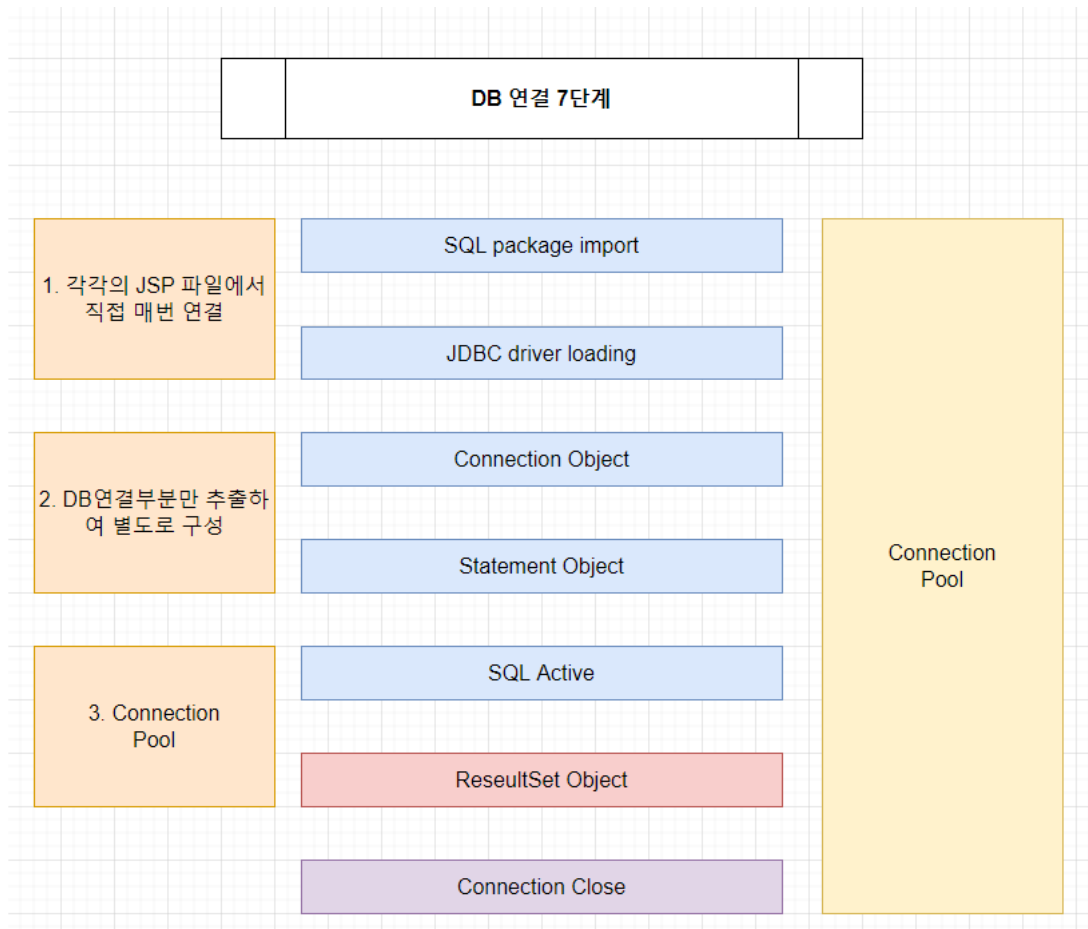 DB 연결 7단계
1. 각각의 JSP 파일에서
직접 매번 연결
2. DB연결부분만 추출하
여 별도로 구성
3. Connection
Pool
SQL package import
JDBC driver loading
Connection Object
Statement Object
SQL Active
ReseultSet Object
Connection Close
Connection
Pool